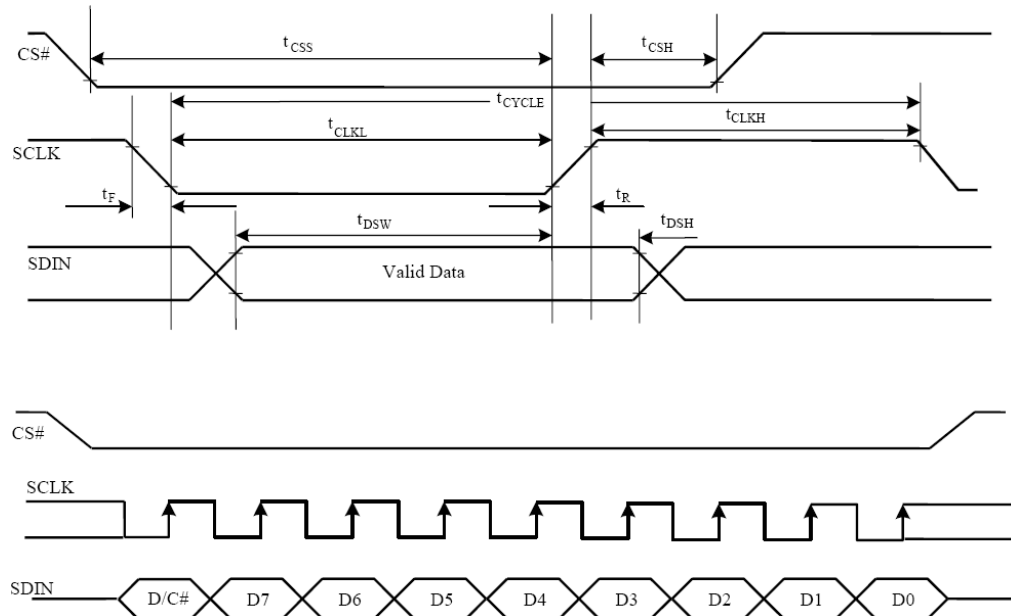 CS#
tCSS
tCSH
tCYCLE
tCLKL
tCLKH
SCLK
tF
tR
tDSW
tDSH
SDIN
Valid Data
CS#
SCLK
SDIN
D/C# D7 D6 D5 D4 D3 D2 D1 D0